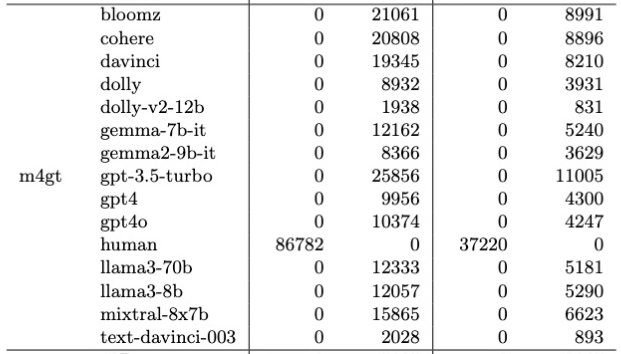 bloomz 0 21061 0 8991
cohere 0 20808 0 8896
davinci 0 19345 0 8210
dolly 0 8932 0 3931
dolly-v2-12b 0 1938 0 831
gemma-7b-it 0 12162 0 5240
gemma2-9b-it 0 8366 0 3629
m4gt gpt-3.5-turbo 0 25856 0 11005
gpt4 0 9956 0 4300
gpt4o 0 10374 0 4247
human 86782 0 37220 0
llama3-70b 0 12333 0 5181
llama3-8b 0 12057 0 5290
mixtral-8x7b 0 15865 0 6623
text-davinci-003 0 2028 0 893